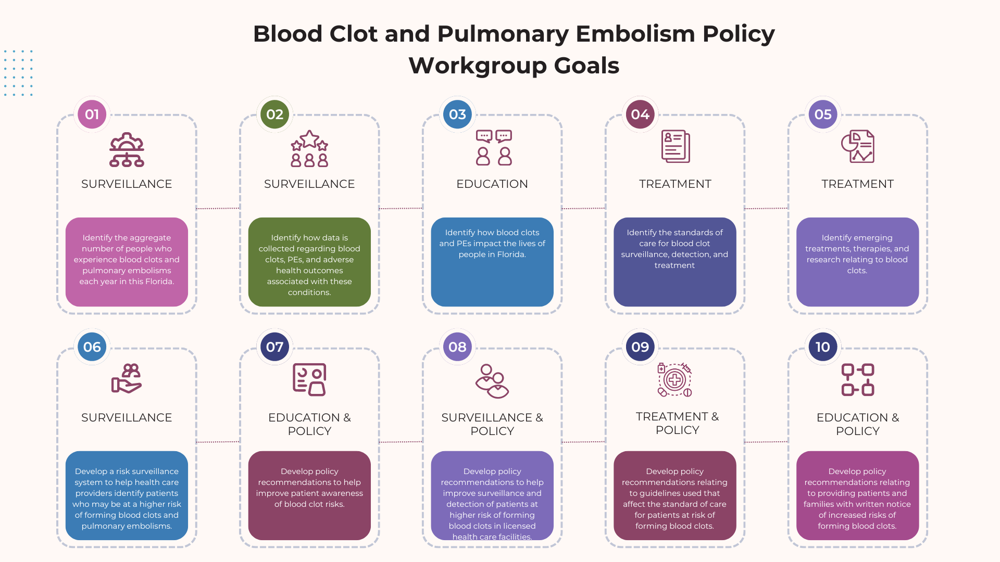 Blood Clot and Pulmonary Embolism Policy
Workgroup Goals
01
SURVEILLANCE
Identify the aggregate
number of people who
experience blood clots and
pulmonary embolisms
each year in this Florida.
02
SURVEILLANCE
Identify how data is
collected regarding blood
clots, PEs, and adverse
health outcomes
associated with these
conditions.
03
EDUCATION
Identify how blood clots
and PEs impact the lives of
people in Florida.
04
TREATMENT
Identify the standards of
care for blood clot
surveillance, detection, and
treatment
05
TREATMENT
Identify emerging
treatments, therapies, and
research relating to blood
clots.
06
SURVEILLANCE
Develop a risk surveillance
system to help health care
providers identify patients
who may be at a higher risk
of forming blood clots and
pulmonary embolisms.
07
EDUCATION &
POLICY
Develop policy
recommendations to help
improve patient awareness
of blood clot risks.
08
SURVEILLANCE &
POLICY
Develop policy
recommendations to help
improve surveillance and
detection of patients at
higher risk of forming
blood clots in licensed
health care facilities.
09
TREATMENT &
POLICY
Develop policy
recommendations relating
to guidelines used that
affect the standard of care
for patients at risk of
forming blood clots.
10
EDUCATION &
POLICY
Develop policy
recommendations relating
to providing patients and
families with written notice
of increased risks of
forming blood clots.